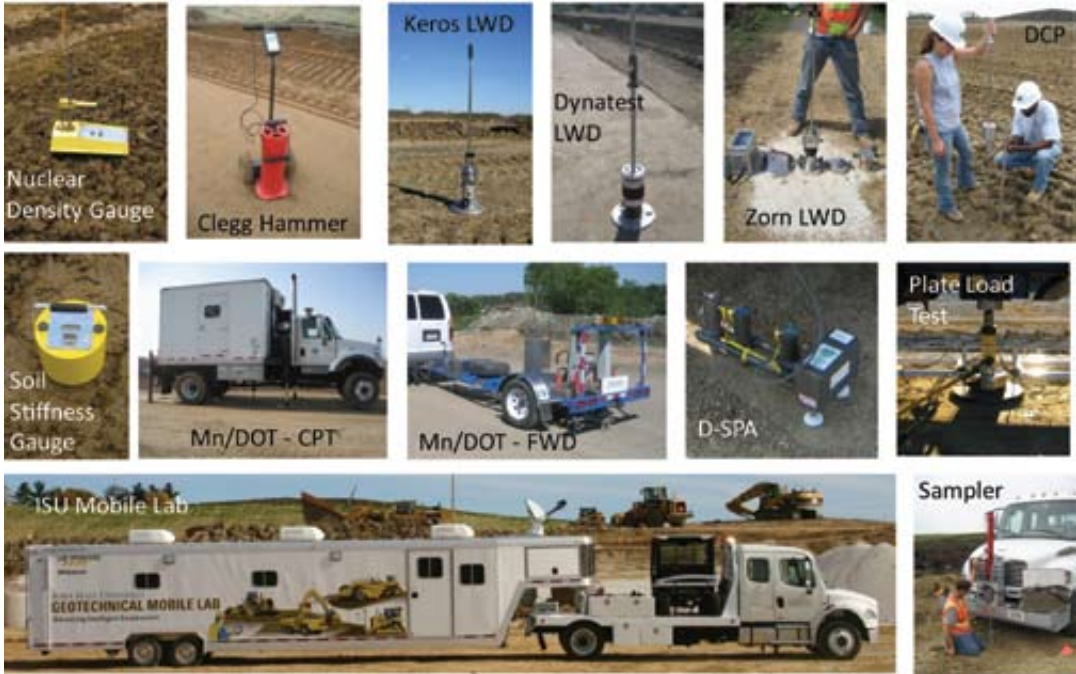 Nuclear
Density Gauge
Clegg Hammer
Keros LWD
Dynatest
LWD
Zorn LWD
DCP
Soil
Stiffness
Gauge
Mn/DOT - CPT
Mn/DOT - FWD
D-SPA
Plate Load
Test
ISU Mobile Lab
GEOTECHNICAL MOBILE LAB
Sampler